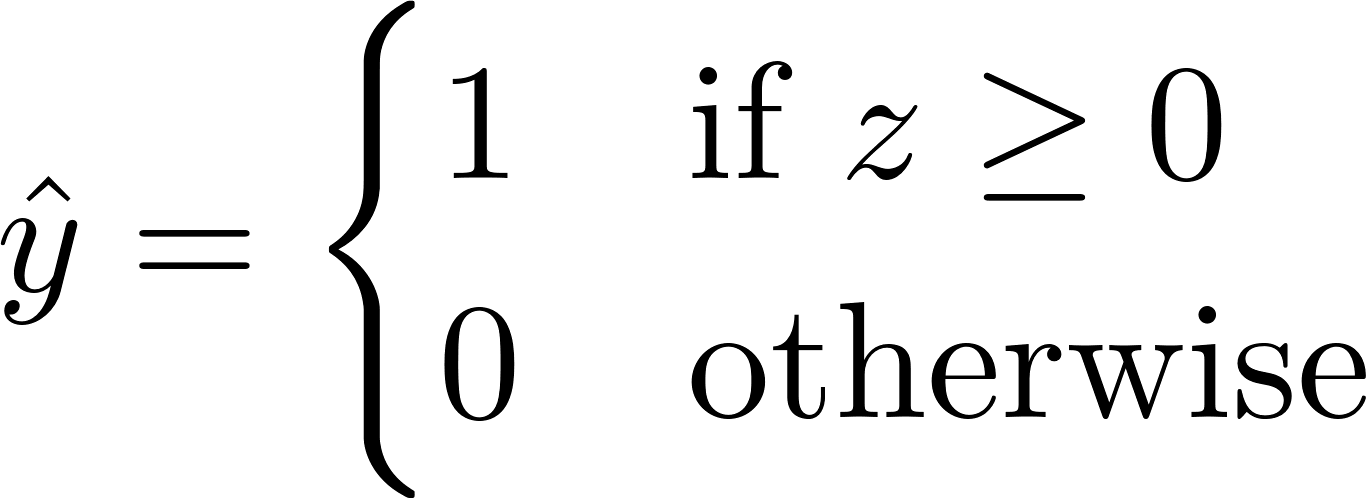 ŷ = { 1 if z ≥ 0
0 otherwise